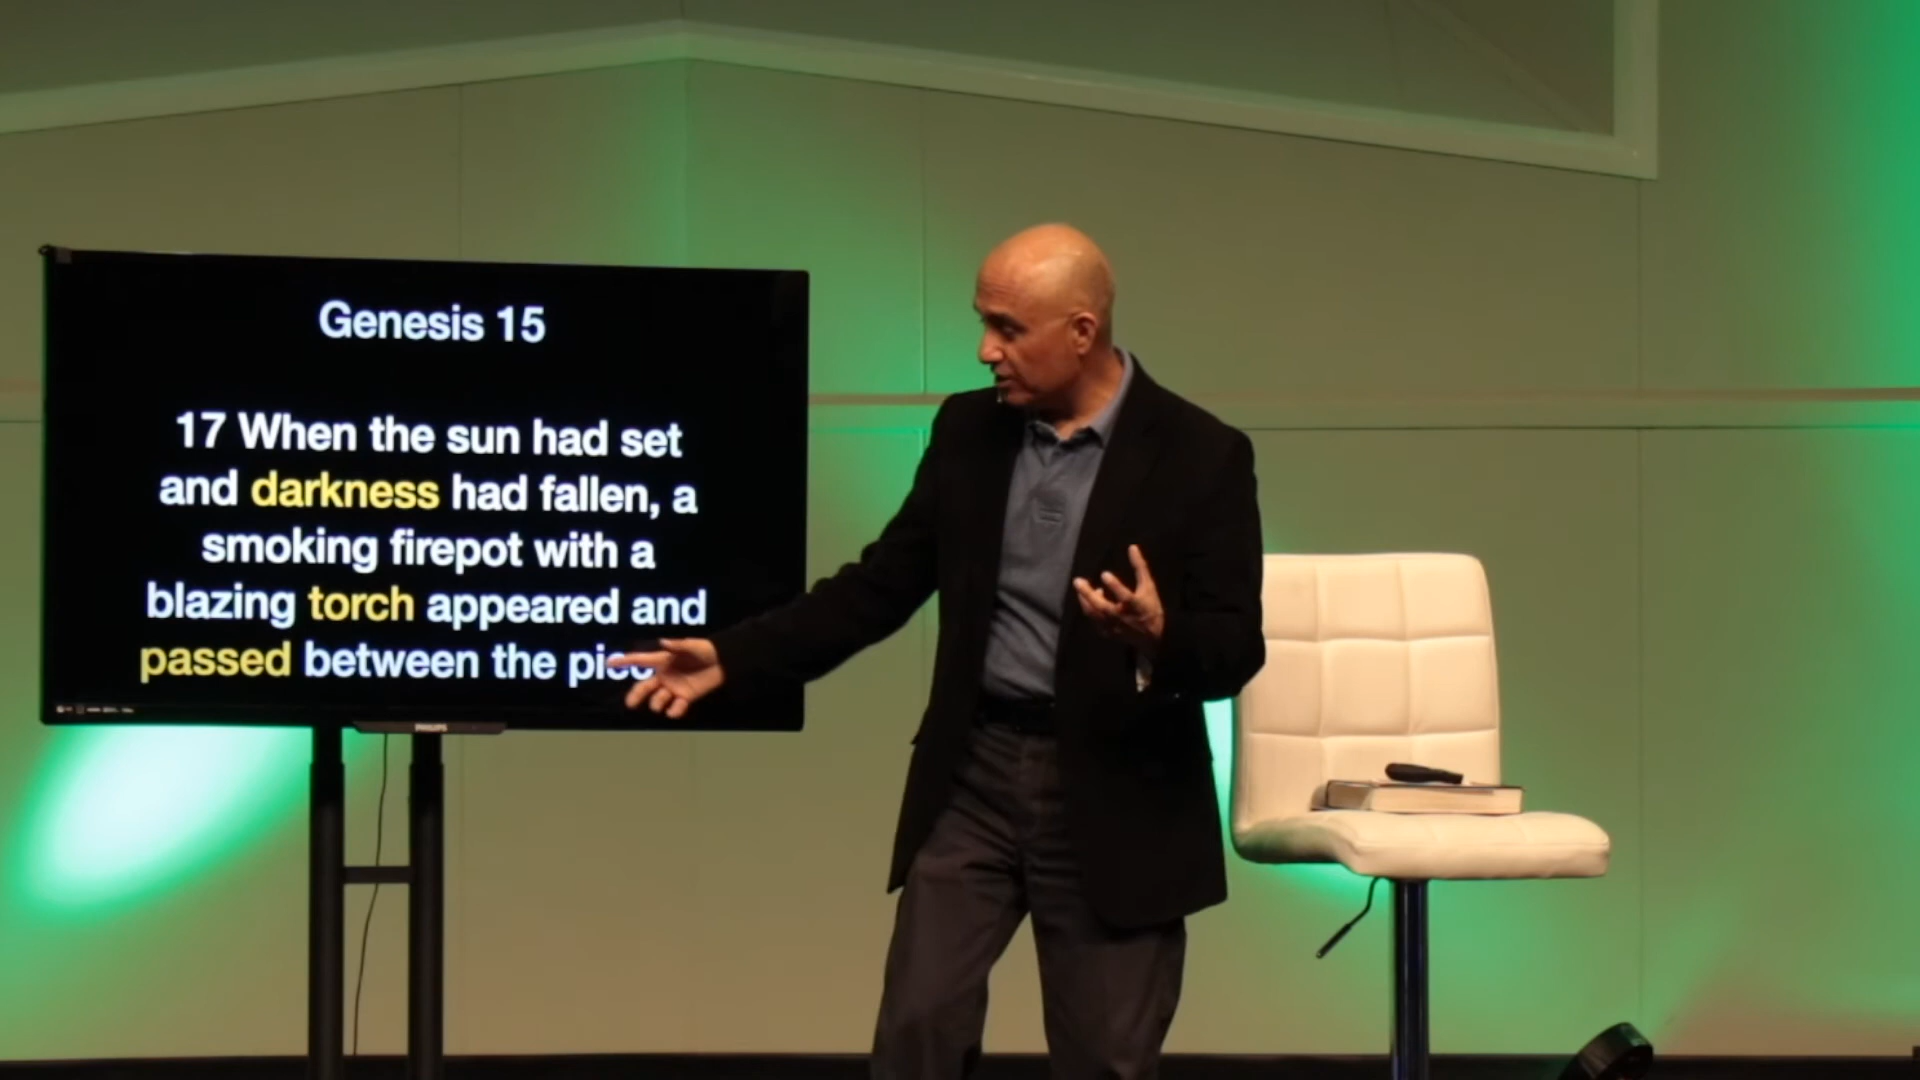 Genesis 15
17 When the sun had set
and darkness had fallen, a
smoking firepot with a
blazing torch appeared and
passed between the
PHILIPS